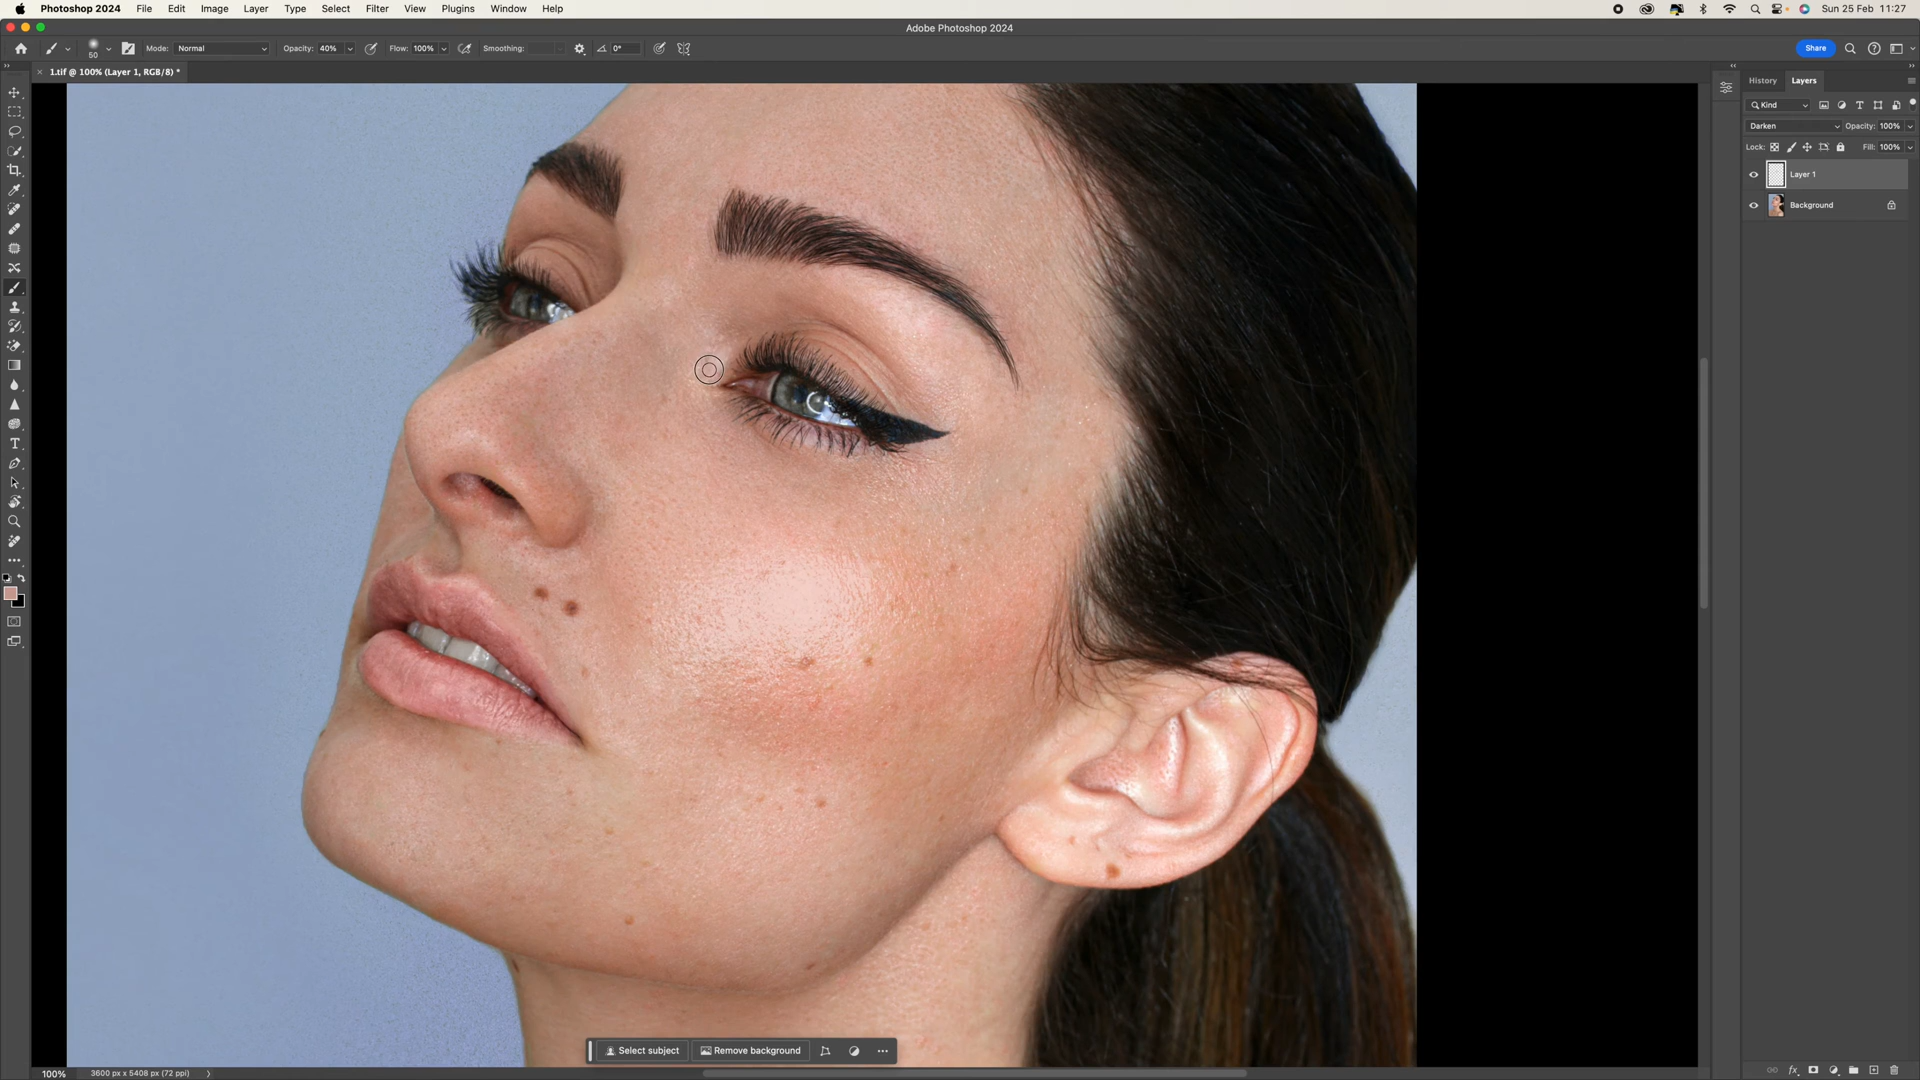 Photoshop 2024 File Edit Image Layer Type Select Filter View Plugins Window Help Sun 25 Feb 11:27
Adobe Photoshop 2024
50 Mode: Normal Opacity: 40% Flow: 100% Smoothing: 0° Share
× 1.tif @ 100% (Layer 1, RGB/8) *
History Layers
Kind
Darken Opacity: 100%
Lock: Fill: 100%
Layer 1
Background
T
Select subject Remove background
100% 3600 px x 5408 px (72 ppi)